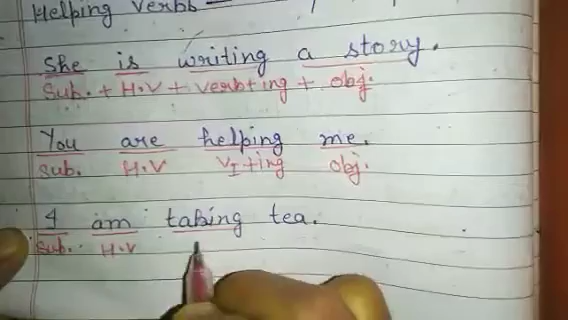 Helping Verbs
She is writing a story.
Sub. + H.V + verb+ing + obj.
You are helping me.
Sub. H.V V1+ing obj.
I am taking tea.
Sub. H.V